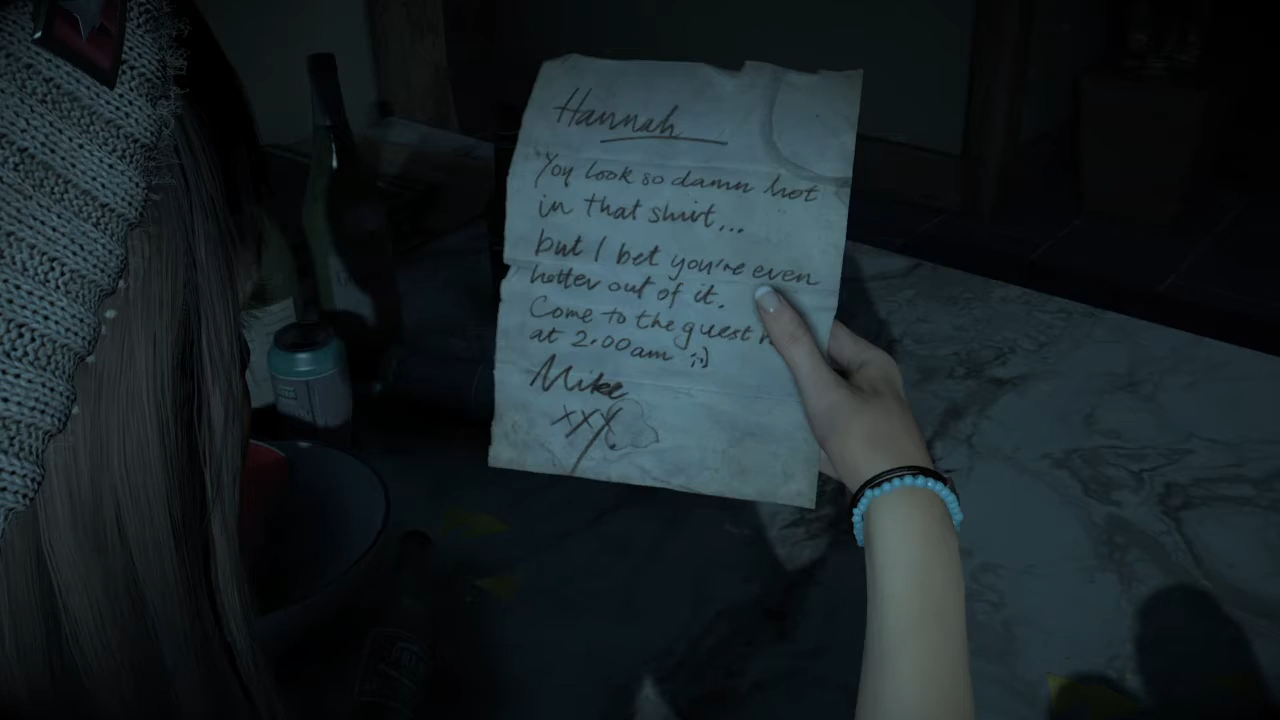 Hannah
You look so damn hot
in that shirt...
but I bet you're even
hotter out of it.
Come to the guest
at 2.00am ;)
Mike
xxx